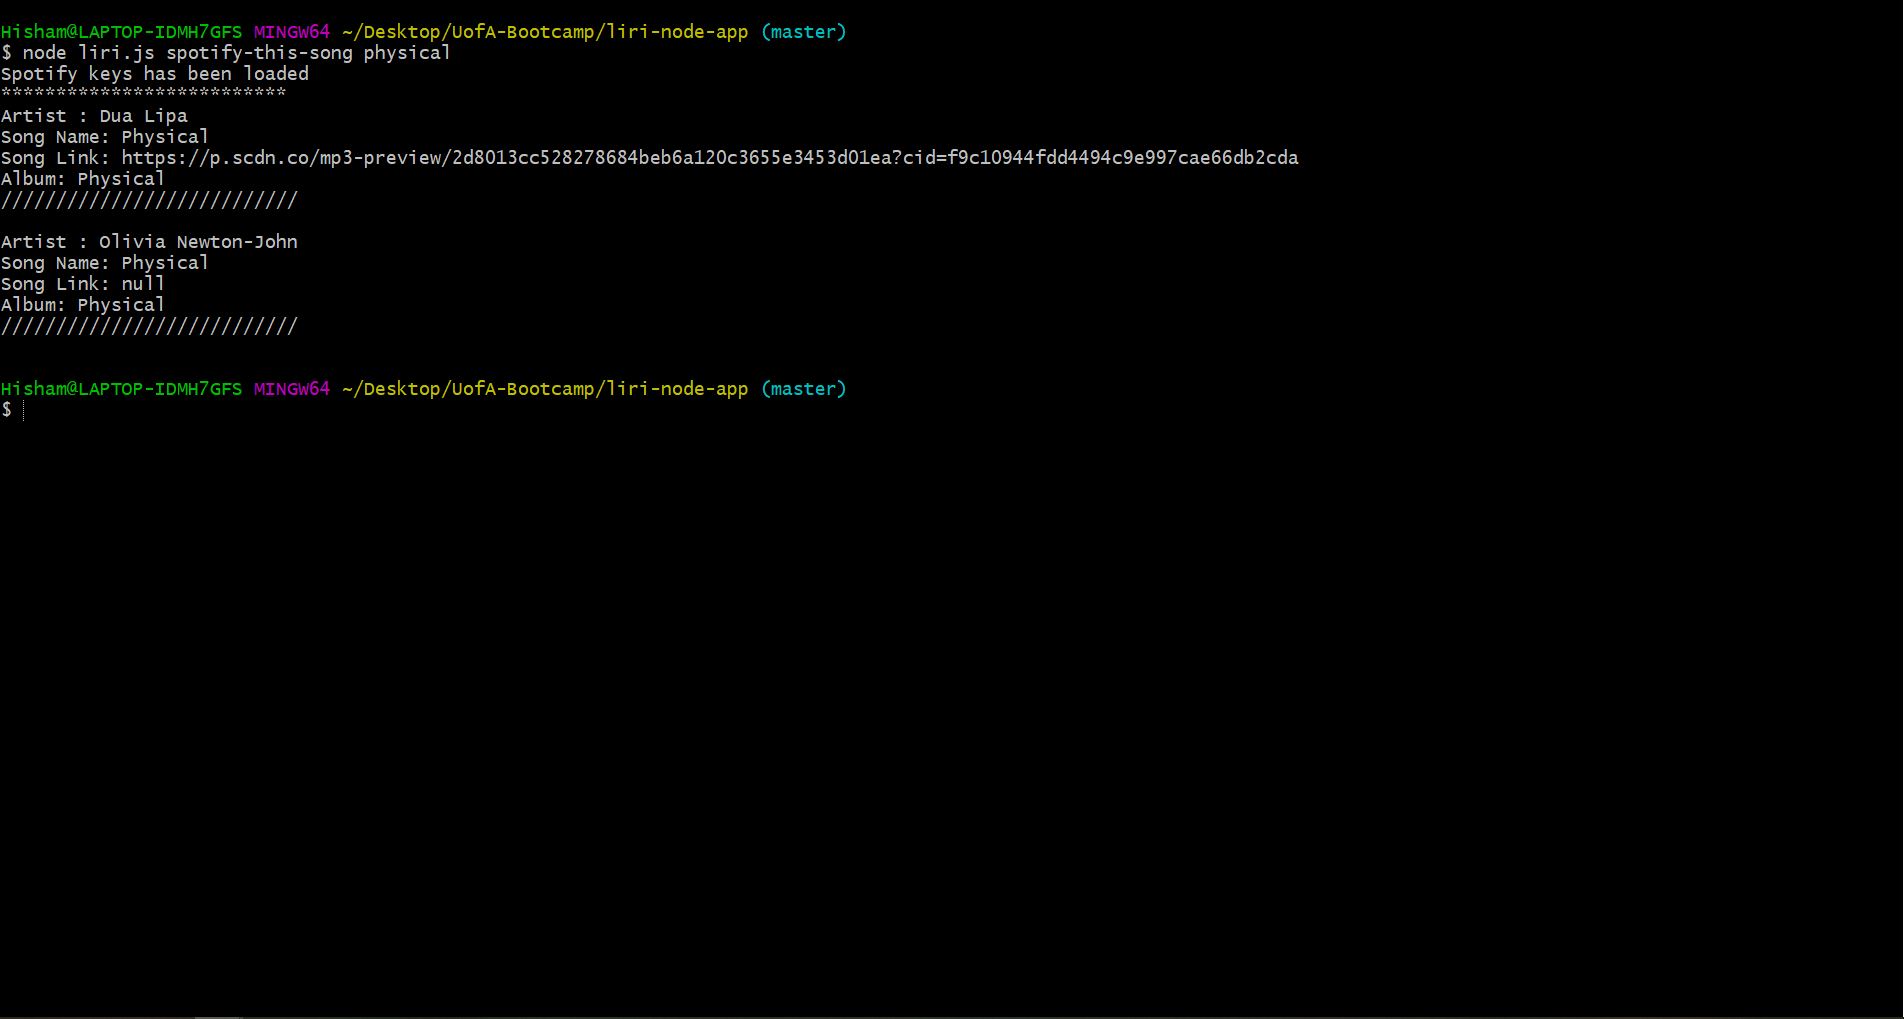 Hisham@LAPTOP-IDMH7GFS MINGW64 ~/Desktop/UofA-Bootcamp/liri-node-app (master)
$ node liri.js spotify-this-song physical
Spotify keys has been loaded
**************************
Artist : Dua Lipa
Song Name: Physical
Song Link: https://p.scdn.co/mp3-preview/2d8013cc528278684beb6a120c3655e3453d01ea?cid=f9c10944fdd4494c9e997cae66db2cda
Album: Physical
///////////////////////////
Artist : Olivia Newton-John
Song Name: Physical
Song Link: null
Album: Physical
///////////////////////////
Hisham@LAPTOP-IDMH7GFS MINGW64 ~/Desktop/UofA-Bootcamp/liri-node-app (master)
$